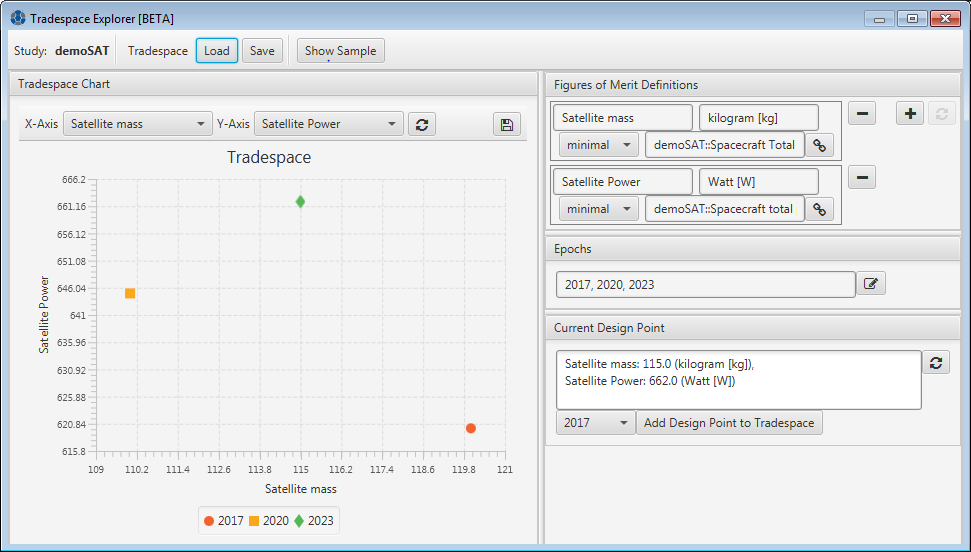 Tradespace Explorer [BETA]
Study: demoSAT Tradespace Load Save Show Sample
Tradespace Chart
X-Axis Satellite mass Y-Axis Satellite Power
Tradespace
666.2
661.16
656.12
651.08
646.04
641
635.96
630.92
625.88
620.84
615.8
Satellite Power
109 110.2 111.4 112.6 113.8 115 116.2 117.4 118.6 119.8 121
Satellite mass
2017 2020 2023
Figures of Merit Definitions
Satellite mass kilogram [kg]
minimal demoSAT::Spacecraft Total
Satellite Power Watt [W]
minimal demoSAT::Spacecraft total
Epochs
2017, 2020, 2023
Current Design Point
Satellite mass: 115.0 (kilogram [kg]),
Satellite Power: 662.0 (Watt [W])
2017 Add Design Point to Tradespace